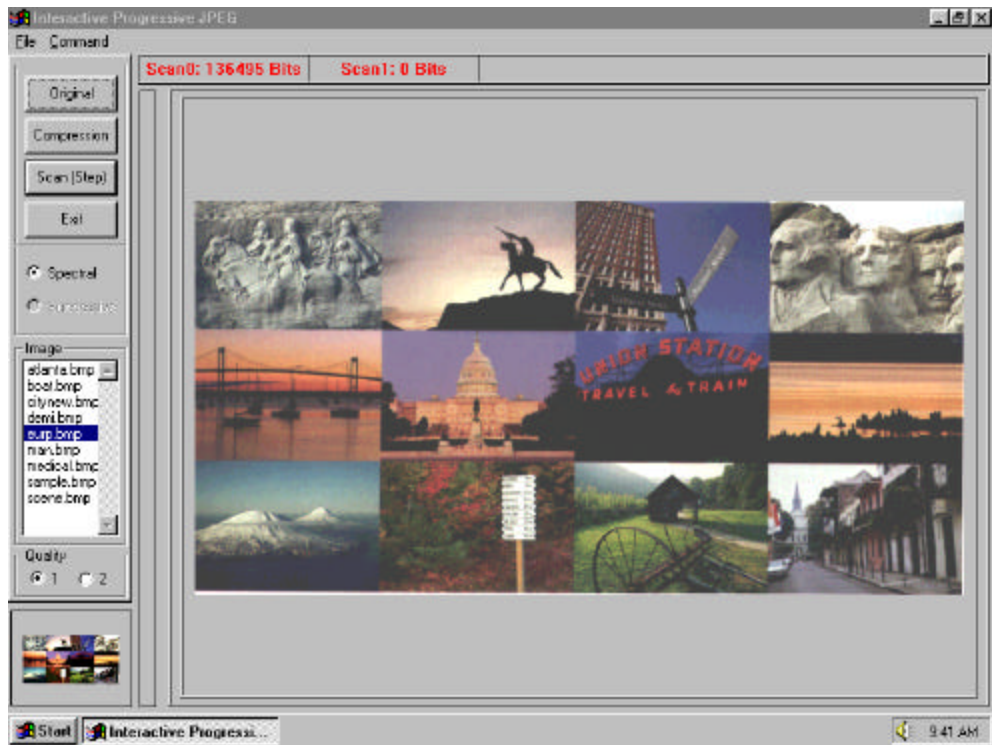 Interactive Progressive JPEG
File Command
Scan0: 136495 Bits Scan1: 0 Bits
Original
Compression
Scan (Step)
Exit
Spectral
Successive
Image
atlanta.bmp
boat.bmp
citynew.bmp
demi.bmp
eurp.bmp
man.bmp
medical.bmp
sample.bmp
scene.bmp
Quality
1 2
UNION STATION
TRAVEL by TRAIN
Start Interactive Progressi...
9:41 AM